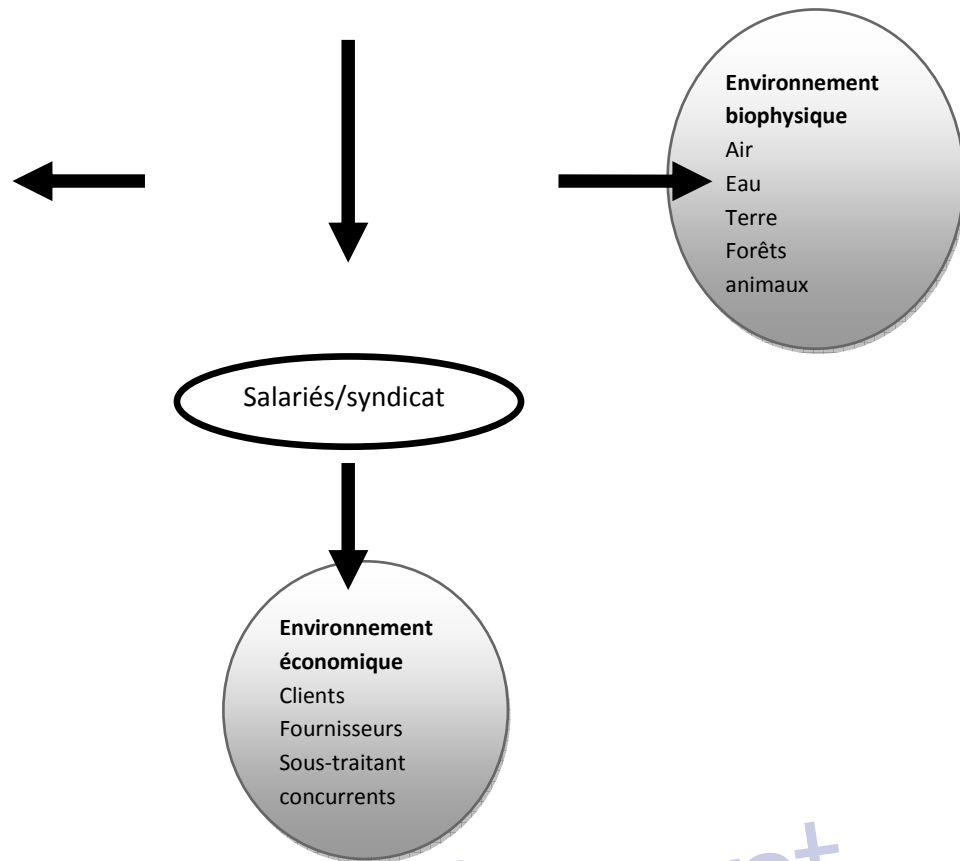 Environnement
biophysique
Air
Eau
Terre
Forêts
animaux
Salariés/syndicat
Environnement
économique
Clients
Fournisseurs
Sous-traitant
concurrents